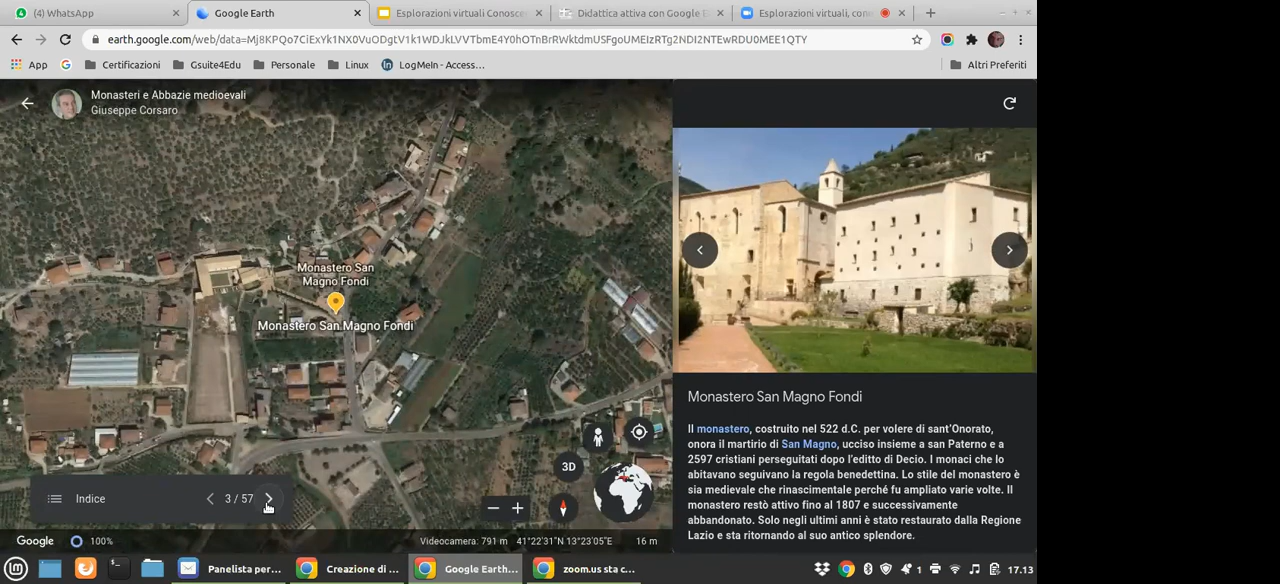 (4) WhatsApp
Google Earth
Esplorazioni virtuali Conosce
Didattica attiva con Google E
Esplorazioni virtuali, con
earth.google.com/web/data=Mj8KPQo7CiExYk1NX0VuODgtV1k1WDJkLVVTbmE4Y0hOTnBrRWktdmUSFgoUMEIzRTg2NDI2NTEwRDU0MEE1QTY
App
Certificazioni
Gsuite4Edu
Personale
Linux
LogMeIn - Access...
Altri Preferiti
Monasteri e Abbazie medioevali
Giuseppe Corsaro
Monastero San
Magno Fondi
Monastero San Magno Fondi
3D
Indice
3 / 57
Google
100%
Videocamera: 791 m
41°22'31"N 13°23'05"E
16 m
Monastero San Magno Fondi
Il monastero, costruito nel 522 d.C. per volere di sant'Onorato,
onora il martirio di San Magno, ucciso insieme a san Paterno e a
2597 cristiani perseguitati dopo l'editto di Decio. I monaci che lo
abitavano seguivano la regola benedettina. Lo stile del monastero è
sia medievale che rinascimentale perché fu ampliato varie volte. Il
monastero restò attivo fino al 1807 e successivamente
abbandonato. Solo negli ultimi anni è stato restaurato dalla Regione
Lazio e sta ritornando al suo antico splendore.
Panelista per...
Creazione di ...
Google Earth...
zoom.us sta c...
1
17.13